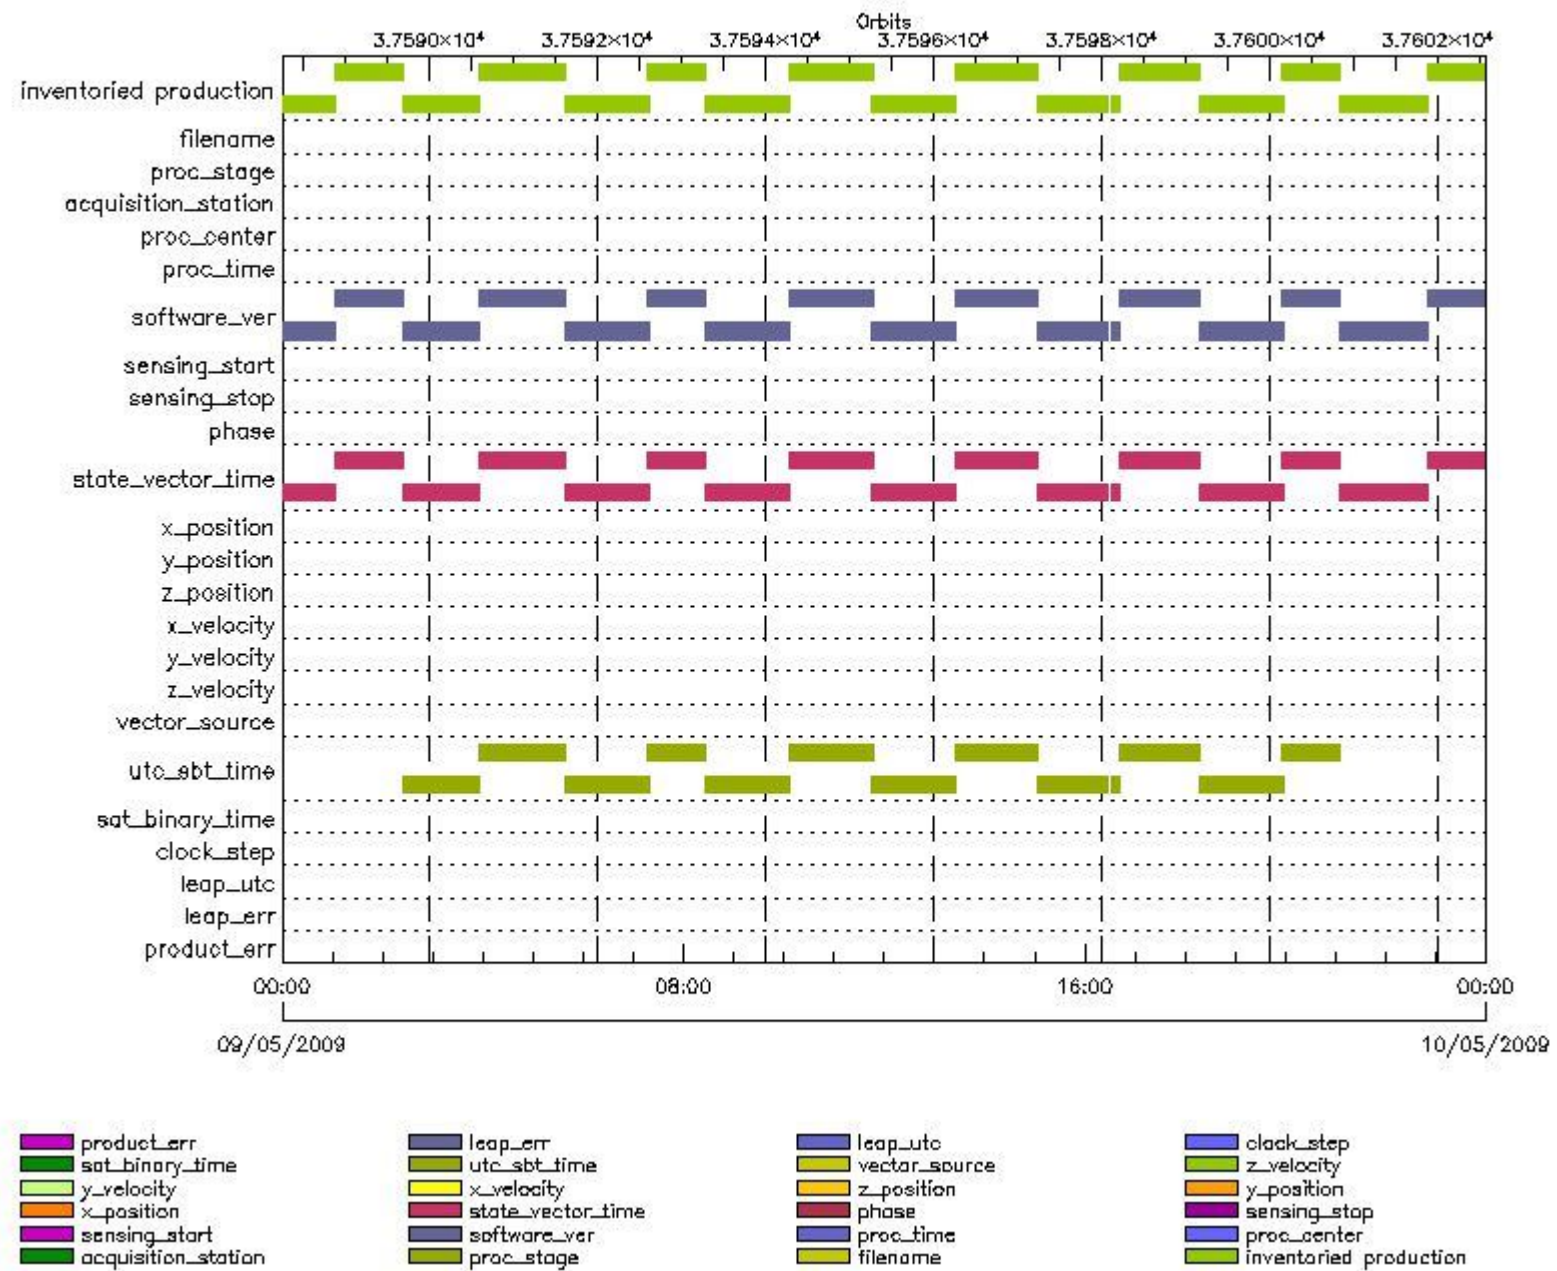 Orbits
3.7590×10⁴ 3.7592×10⁴ 3.7594×10⁴ 3.7596×10⁴ 3.7598×10⁴ 3.7600×10⁴ 3.7602×10⁴
inventoried production
filename
proc_stage
acquisition_station
proc_center
proc_time
software_ver
sensing_start
sensing_stop
phase
state_vector_time
x_position
y_position
z_position
x_velocity
y_velocity
z_velocity
vector_source
utc_sbt_time
sat_binary_time
clock_step
leap_utc
leap_err
product_err
00:00 08:00 16:00 00:00
09/05/2009 10/05/2009
product_err leap_err leap_utc clock_step
sat_binary_time utc_sbt_time vector_source z_velocity
y_velocity x_velocity z_position y_position
x_position state_vector_time phase sensing_stop
sensing_start software_ver proc_time proc_center
acquisition_station proc_stage filename inventoried production